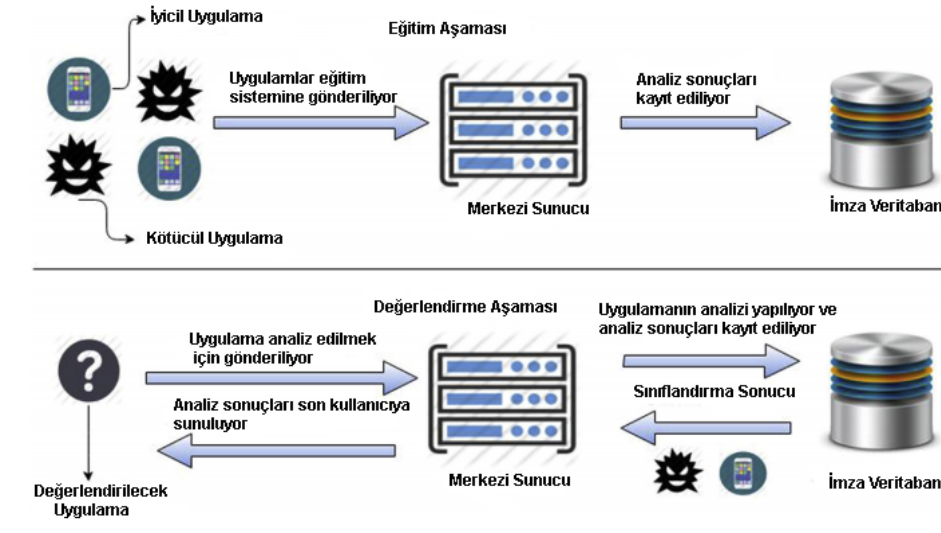 İyicil Uygulama
Eğitim Aşaması
Uygulamlar eğitim
sistemine gönderiliyor
Analiz sonuçları
kayıt ediliyor
Merkezi Sunucu
İmza Veritaban
Kötücül Uygulama
Değerlendirme Aşaması
Uygulamanın analizi yapılıyor ve
analiz sonuçları kayıt ediliyor
Uygulama analiz edilmek
için gönderiliyor
?
Sınıflandırma Sonucu
Analiz sonuçları son kullanıcıya
sunuluyor
Merkezi Sunucu
İmza Veritaban
Değerlendirilecek
Uygulama